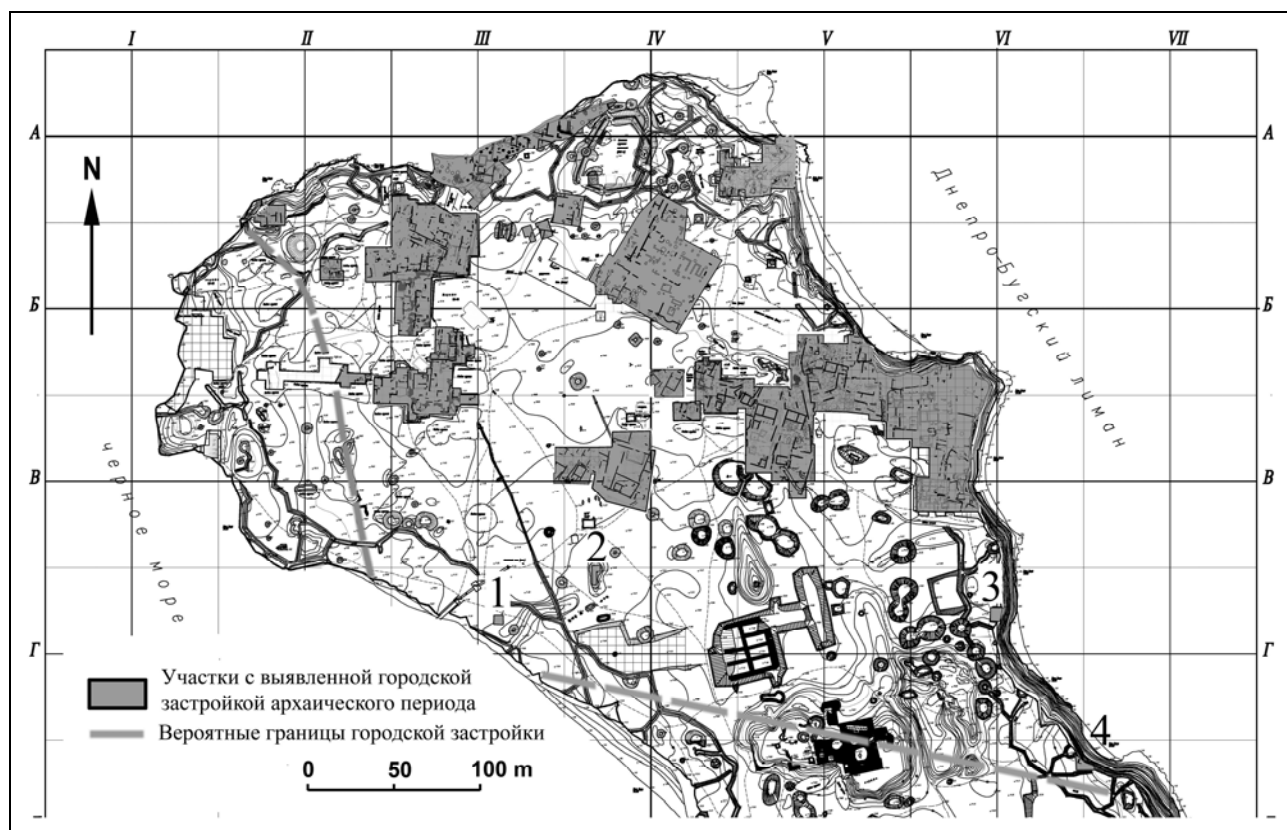 I II III IV V VI VII
А А
N
Днепро-Бугский лиман
Б Б
В В
черное море
1 2 3
Г Г
Участки с выявленной городской
застройкой архаического периода
Вероятные границы городской застройки
4
0 50 100 m